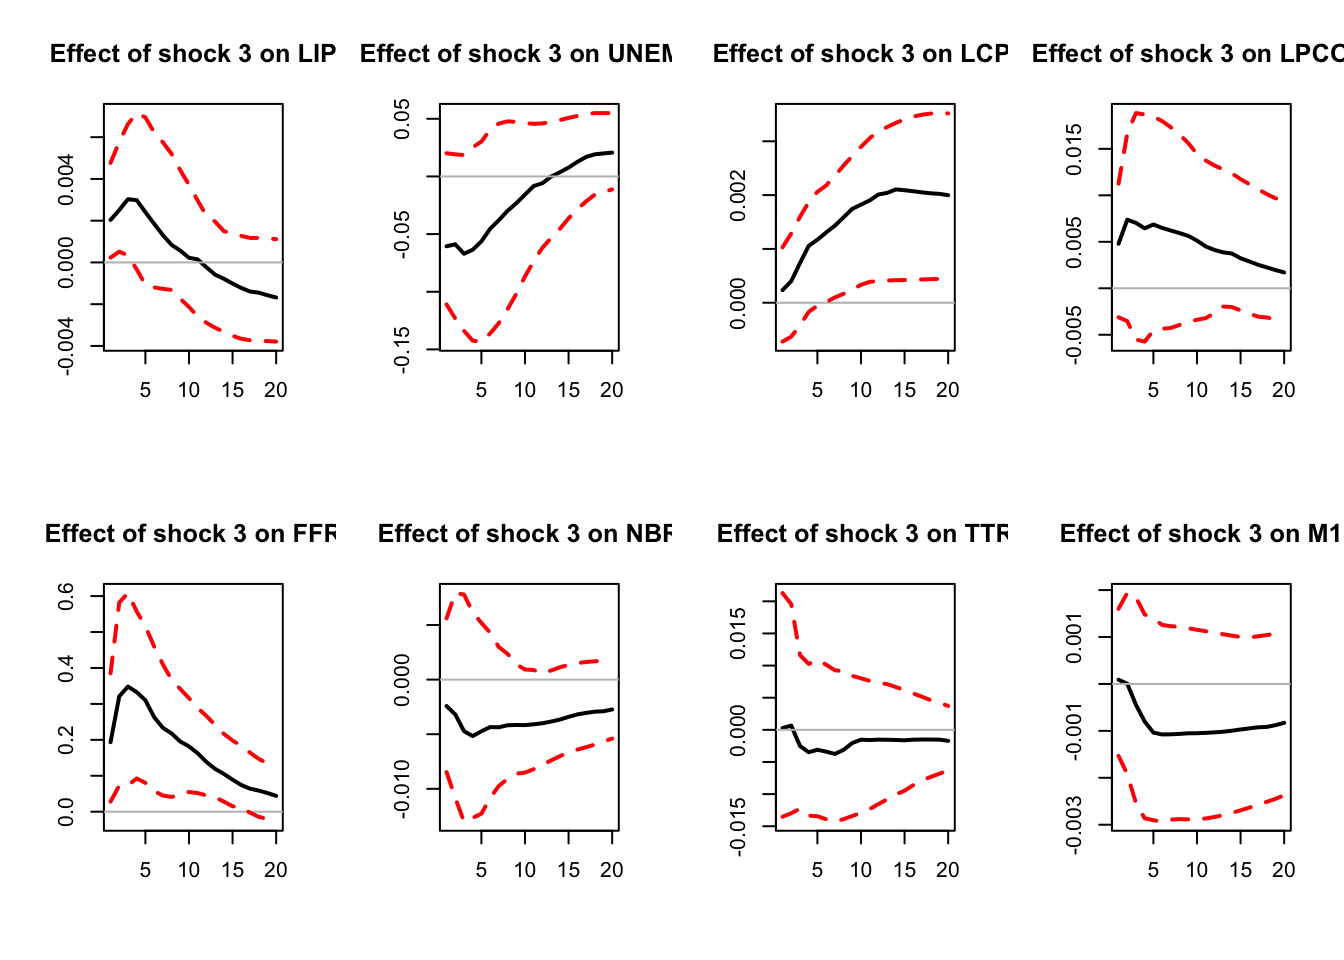 Effect of shock 3 on LIP
Effect of shock 3 on UNEM
Effect of shock 3 on LCP
Effect of shock 3 on LPCO
0.004
0.000
-0.004
5 10 15 20
0.05
-0.05
-0.15
5 10 15 20
0.002
0.000
5 10 15 20
0.015
0.005
-0.005
5 10 15 20
Effect of shock 3 on FFR
Effect of shock 3 on NBR
Effect of shock 3 on TTR
Effect of shock 3 on M1
0.6
0.4
0.2
0.0
5 10 15 20
0.000
-0.010
5 10 15 20
0.015
0.000
-0.015
5 10 15 20
0.001
-0.001
-0.003
5 10 15 20